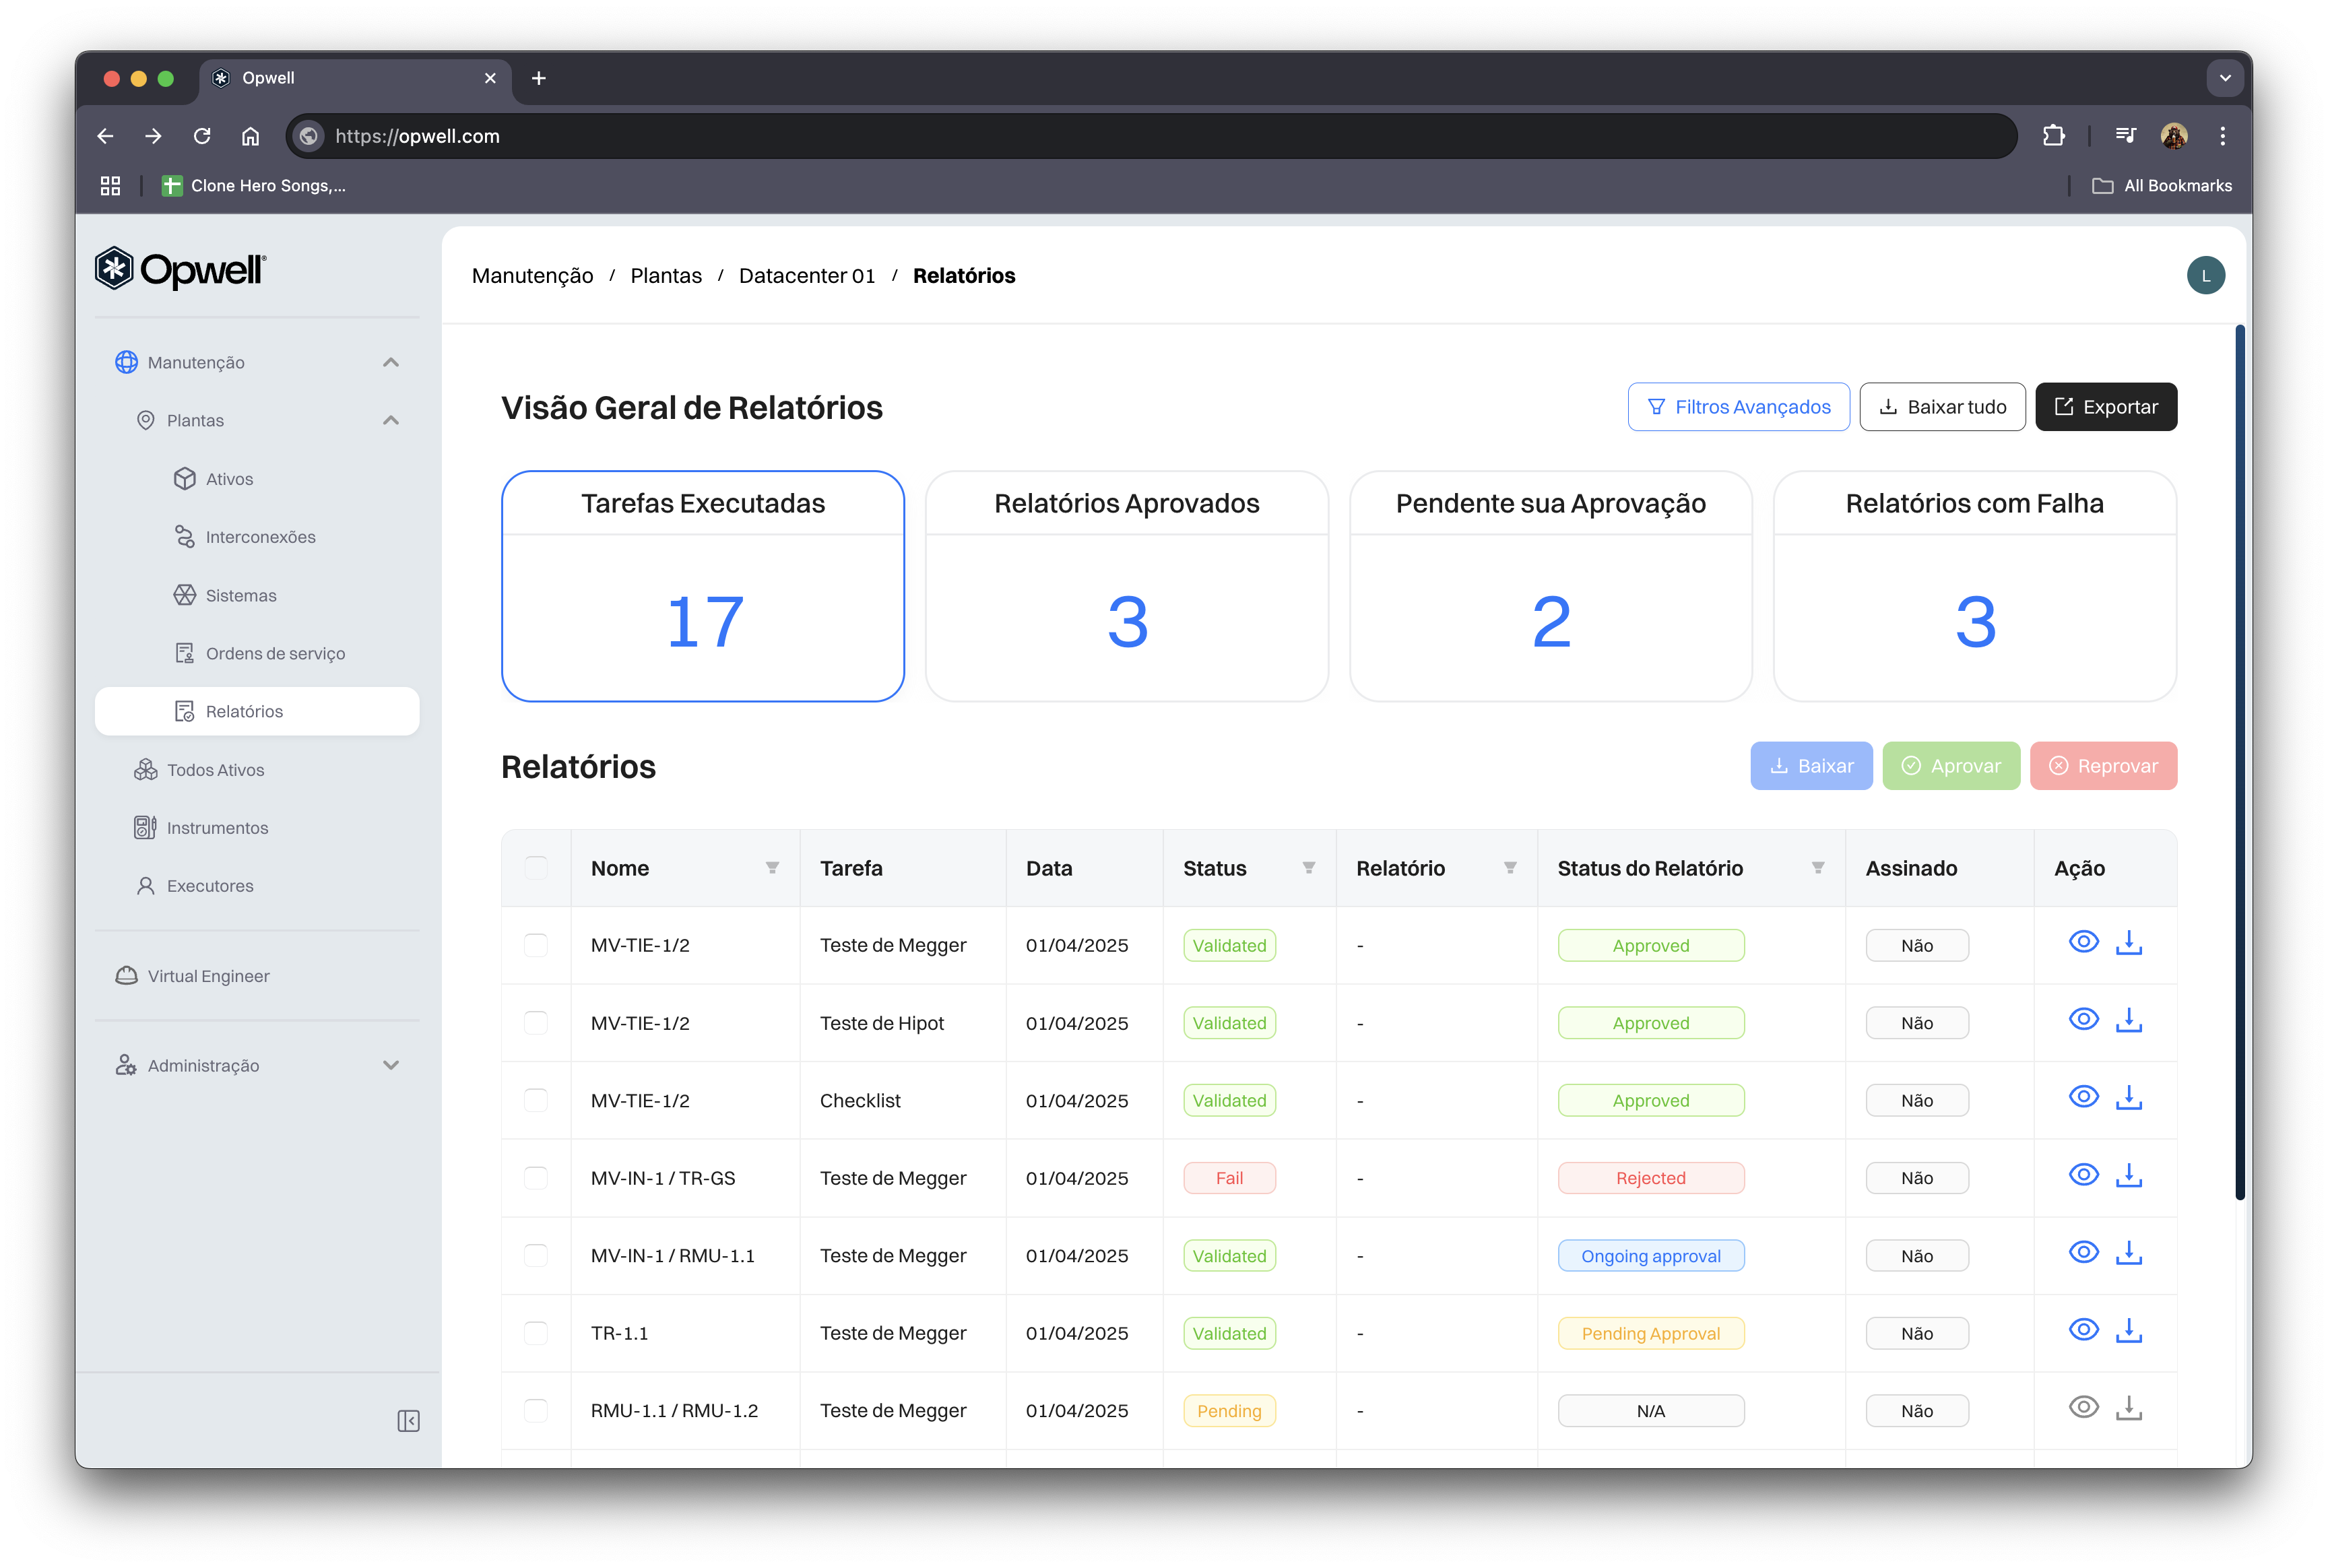 Opwell
https://opwell.com
Clone Hero Songs,...
All Bookmarks
Opwell®
Manutenção / Plantas / Datacenter 01 / Relatórios
L
Manutenção
Plantas
Ativos
Interconexões
Sistemas
Ordens de serviço
Relatórios
Todos Ativos
Instrumentos
Executores
Virtual Engineer
Administração
Visão Geral de Relatórios
Filtros Avançados
Baixar tudo
Exportar
Tarefas Executadas
17
Relatórios Aprovados
3
Pendente sua Aprovação
2
Relatórios com Falha
3
Relatórios
Baixar
Aprovar
Reprovar
Nome Tarefa Data Status Relatório Status do Relatório Assinado Ação
MV-TIE-1/2 Teste de Megger 01/04/2025 Validated - Approved Não
MV-TIE-1/2 Teste de Hipot 01/04/2025 Validated - Approved Não
MV-TIE-1/2 Checklist 01/04/2025 Validated - Approved Não
MV-IN-1 / TR-GS Teste de Megger 01/04/2025 Fail - Rejected Não
MV-IN-1 / RMU-1.1 Teste de Megger 01/04/2025 Validated - Ongoing approval Não
TR-1.1 Teste de Megger 01/04/2025 Validated - Pending Approval Não
RMU-1.1 / RMU-1.2 Teste de Megger 01/04/2025 Pending - N/A Não